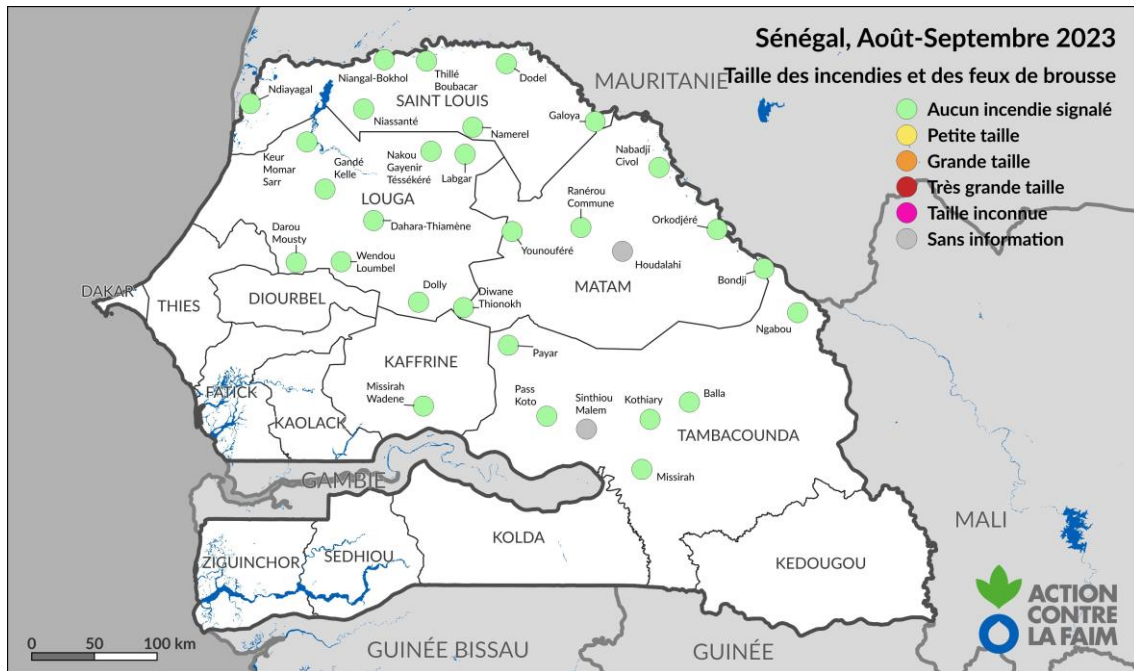 Sénégal, Août-Septembre 2023
Taille des incendies et des feux de brousse
Aucun incendie signalé
Petite taille
Grande taille
Très grande taille
Taille inconnue
Sans information
MAURITANIE
Niangal-Bokhol
Thillé
Boubacar
Dodel
Ndiayagal
SAINT LOUIS
Niassanté
Namerel
Galoya
Keur
Momar
Sarr
Gandé
Kelle
Nakou
Gayenir
Téssékéré
Labgar
Nabadji
Civol
LOUGA
Ranérou
Commune
Dahara-Thiamène
Orkodjéré
Darou
Mousty
Wendou
Loumbel
Younouféré
Houdalahi
Bondji
MATAM
DAKAR
THIES
DIOURBEL
Dolly
Diwane
Thionokh
Ngabou
KAFFRINE
Payar
FATICK
Missirah
Wadene
Pass
Koto
Sinthiou
Malem
Kothiary
Balla
KAOLACK
TAMBACOUNDA
GAMBIE
Missirah
MALI
KOLDA
ZIGUINCHOR
SEDHIOU
KEDOUGOU
ACTION
CONTRE
LA FAIM
0 50 100 km
GUINÉE BISSAU
GUINÉE